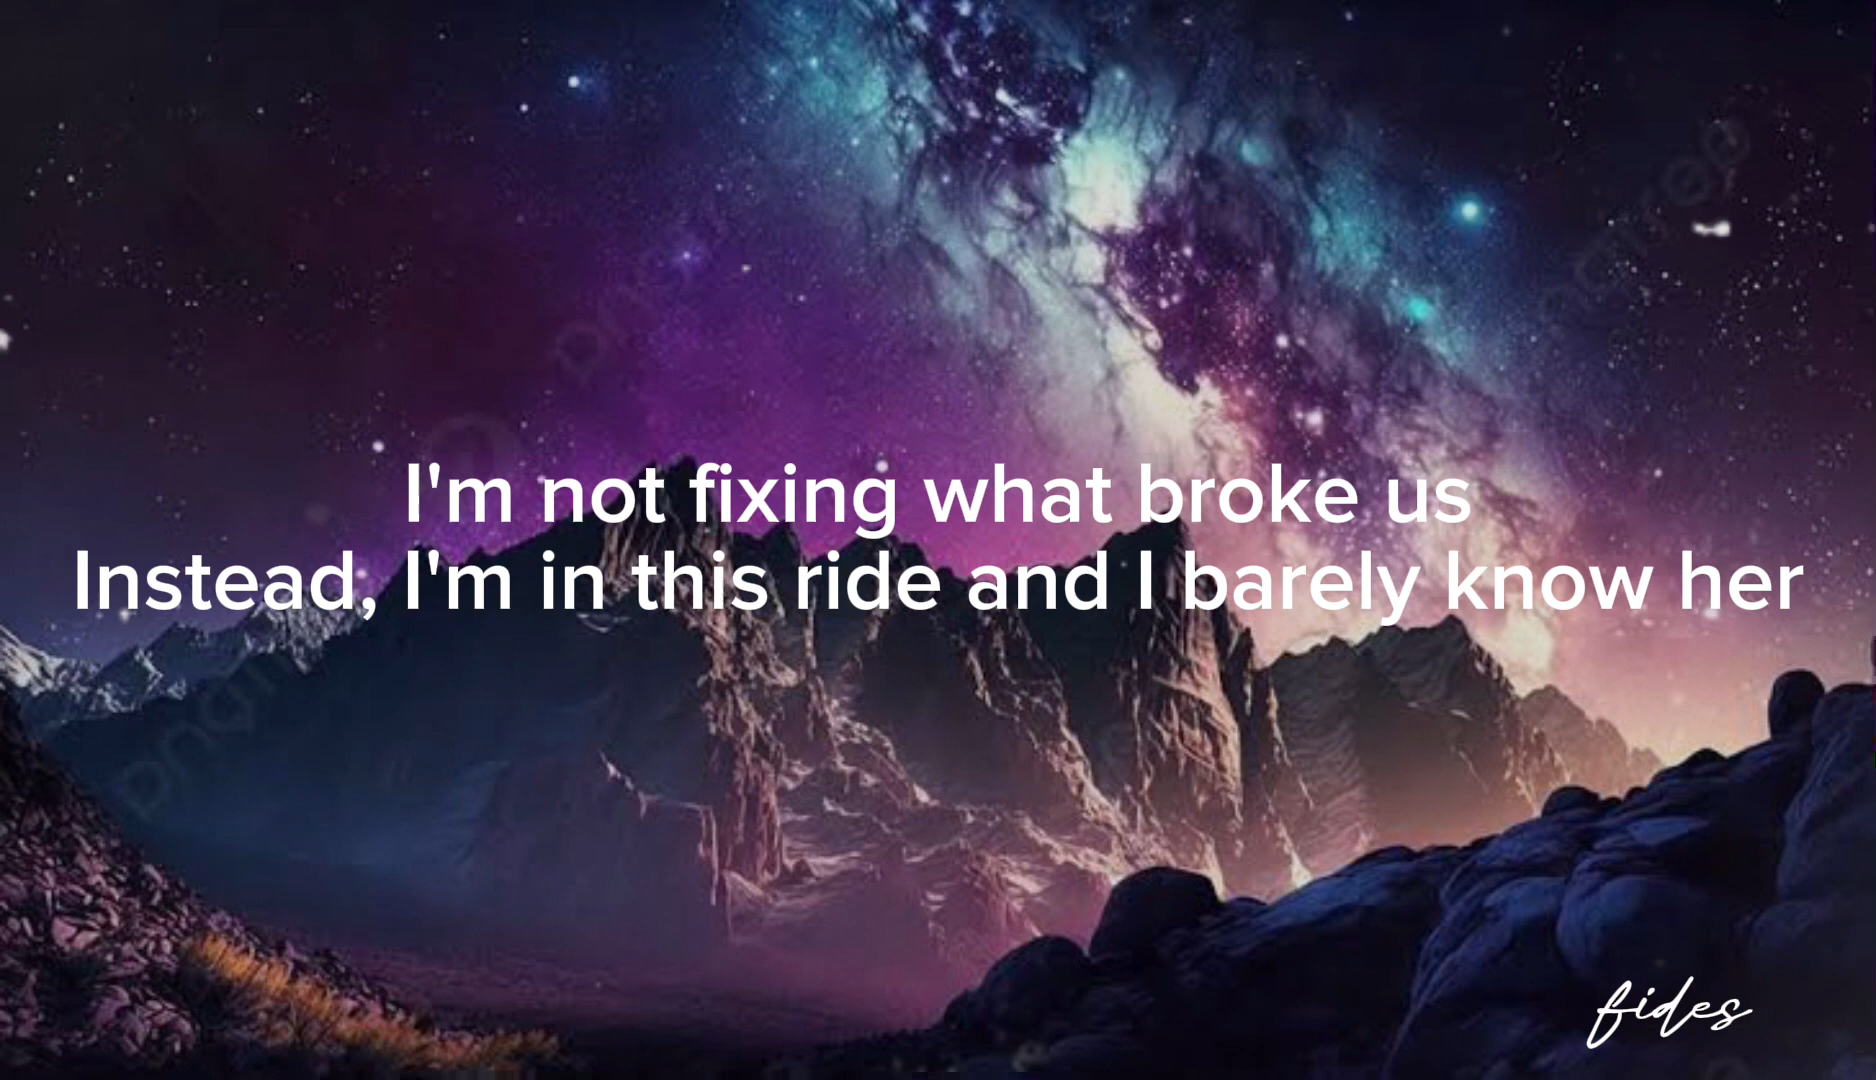 I'm not fixing what broke us
Instead, I'm in this ride and I barely know her
fides